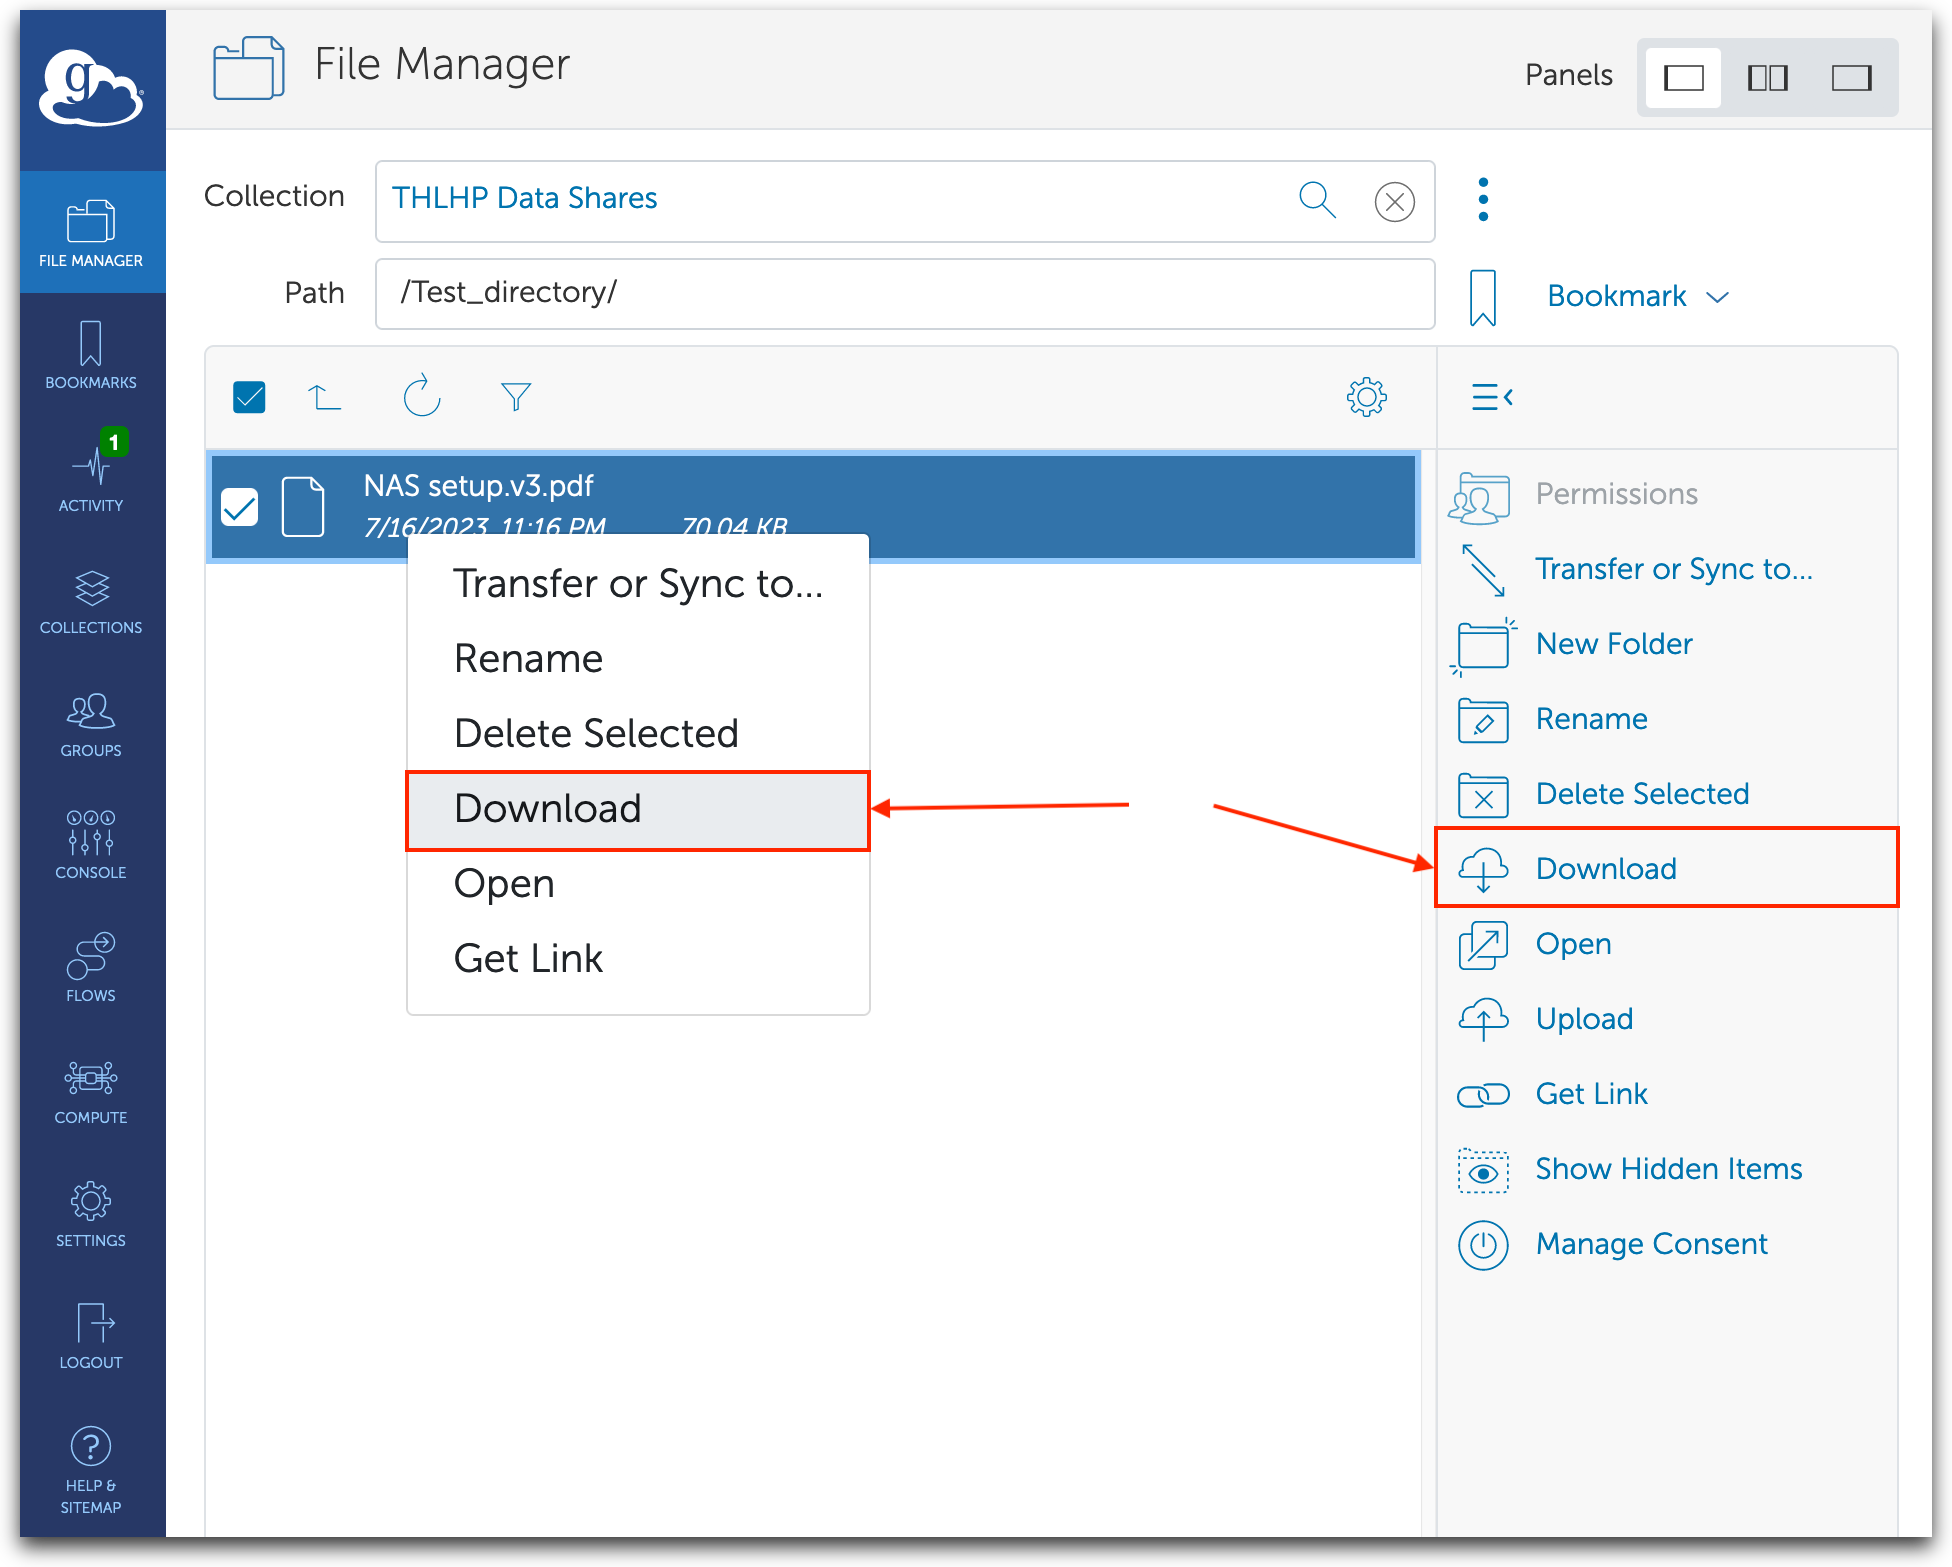 g
File Manager
Panels
Collection
THLHP Data Shares
Path
/Test_directory/
Bookmark
FILE MANAGER
BOOKMARKS
1
ACTIVITY
COLLECTIONS
GROUPS
CONSOLE
FLOWS
COMPUTE
SETTINGS
LOGOUT
?
HELP &
SITEMAP
NAS setup.v3.pdf
7/16/2023, 11:16 PM 70.04 KB
Transfer or Sync to...
Rename
Delete Selected
Download
Open
Get Link
Permissions
Transfer or Sync to...
New Folder
Rename
Delete Selected
Download
Open
Upload
Get Link
Show Hidden Items
Manage Consent